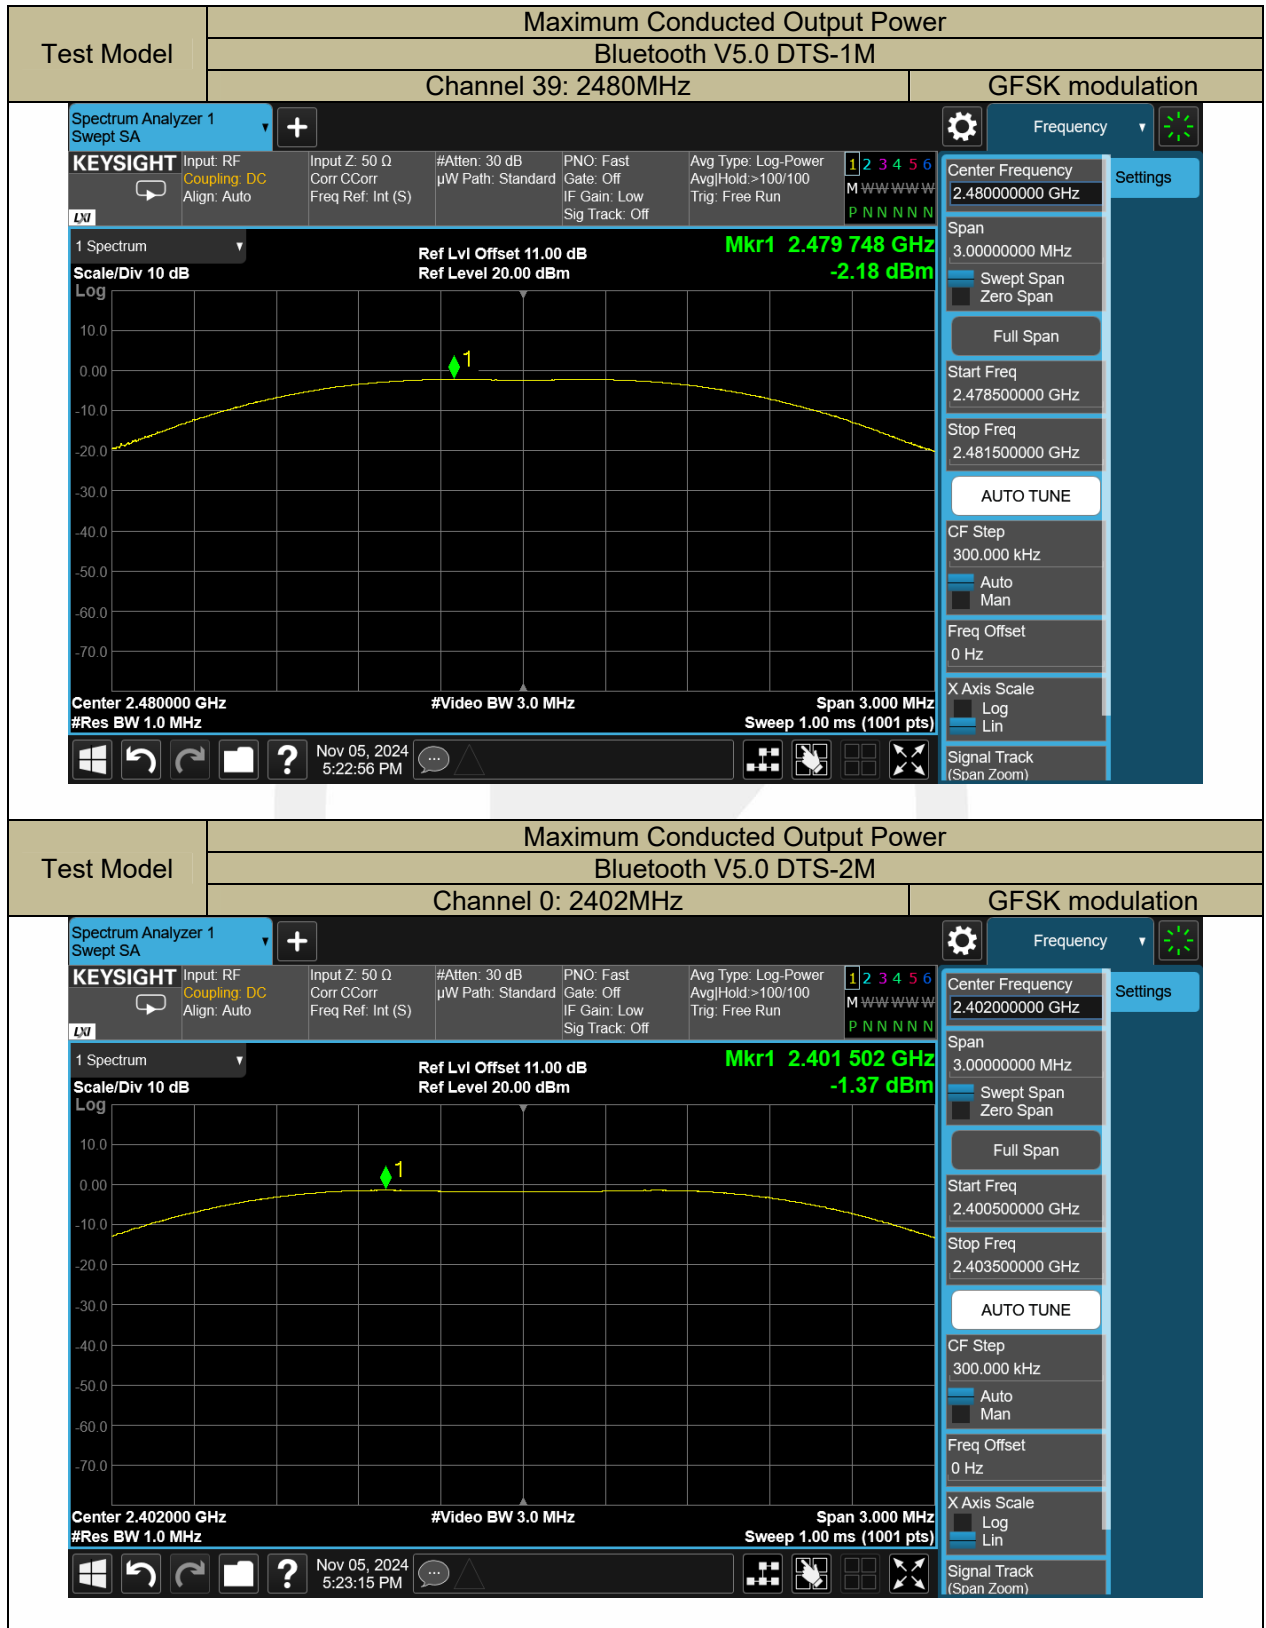 Test Model
Maximum Conducted Output Power
Bluetooth V5.0 DTS-1M
Channel 39: 2480MHz
GFSK modulation
Spectrum Analyzer 1
Swept SA
Frequency
KEYSIGHT
LXI
Input: RF
Coupling: DC
Align: Auto
Input Z: 50 Ω
Corr CCorr
Freq Ref: Int (S)
#Atten: 30 dB
µW Path: Standard
PNO: Fast
Gate: Off
IF Gain: Low
Sig Track: Off
Avg Type: Log-Power
Avg|Hold:>100/100
Trig: Free Run
1 2 3 4 5 6
M W W W W W
P N N N N N
1 Spectrum
Scale/Div 10 dB
Log
Ref Lvl Offset 11.00 dB
Ref Level 20.00 dBm
Mkr1 2.479 748 GHz
-2.18 dBm
1
10.0
0.00
-10.0
-20.0
-30.0
-40.0
-50.0
-60.0
-70.0
Center 2.480000 GHz
#Res BW 1.0 MHz
#Video BW 3.0 MHz
Span 3.000 MHz
Sweep 1.00 ms (1001 pts)
Nov 05, 2024
5:22:56 PM
Center Frequency
2.480000000 GHz
Settings
Span
3.00000000 MHz
Swept Span
Zero Span
Full Span
Start Freq
2.478500000 GHz
Stop Freq
2.481500000 GHz
AUTO TUNE
CF Step
300.000 kHz
Auto
Man
Freq Offset
0 Hz
X Axis Scale
Log
Lin
Signal Track
(Span Zoom)
Test Model
Maximum Conducted Output Power
Bluetooth V5.0 DTS-2M
Channel 0: 2402MHz
GFSK modulation
Spectrum Analyzer 1
Swept SA
Frequency
KEYSIGHT
LXI
Input: RF
Coupling: DC
Align: Auto
Input Z: 50 Ω
Corr CCorr
Freq Ref: Int (S)
#Atten: 30 dB
µW Path: Standard
PNO: Fast
Gate: Off
IF Gain: Low
Sig Track: Off
Avg Type: Log-Power
Avg|Hold:>100/100
Trig: Free Run
1 2 3 4 5 6
M W W W W W
P N N N N N
1 Spectrum
Scale/Div 10 dB
Log
Ref Lvl Offset 11.00 dB
Ref Level 20.00 dBm
Mkr1 2.401 502 GHz
-1.37 dBm
1
10.0
0.00
-10.0
-20.0
-30.0
-40.0
-50.0
-60.0
-70.0
Center 2.402000 GHz
#Res BW 1.0 MHz
#Video BW 3.0 MHz
Span 3.000 MHz
Sweep 1.00 ms (1001 pts)
Nov 05, 2024
5:23:15 PM
Center Frequency
2.402000000 GHz
Settings
Span
3.00000000 MHz
Swept Span
Zero Span
Full Span
Start Freq
2.400500000 GHz
Stop Freq
2.403500000 GHz
AUTO TUNE
CF Step
300.000 kHz
Auto
Man
Freq Offset
0 Hz
X Axis Scale
Log
Lin
Signal Track
(Span Zoom)